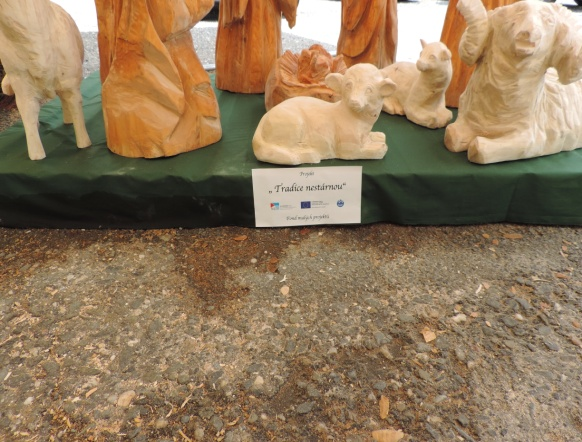 Projekt
„Tradice nestárnou“
Fond malých projektů